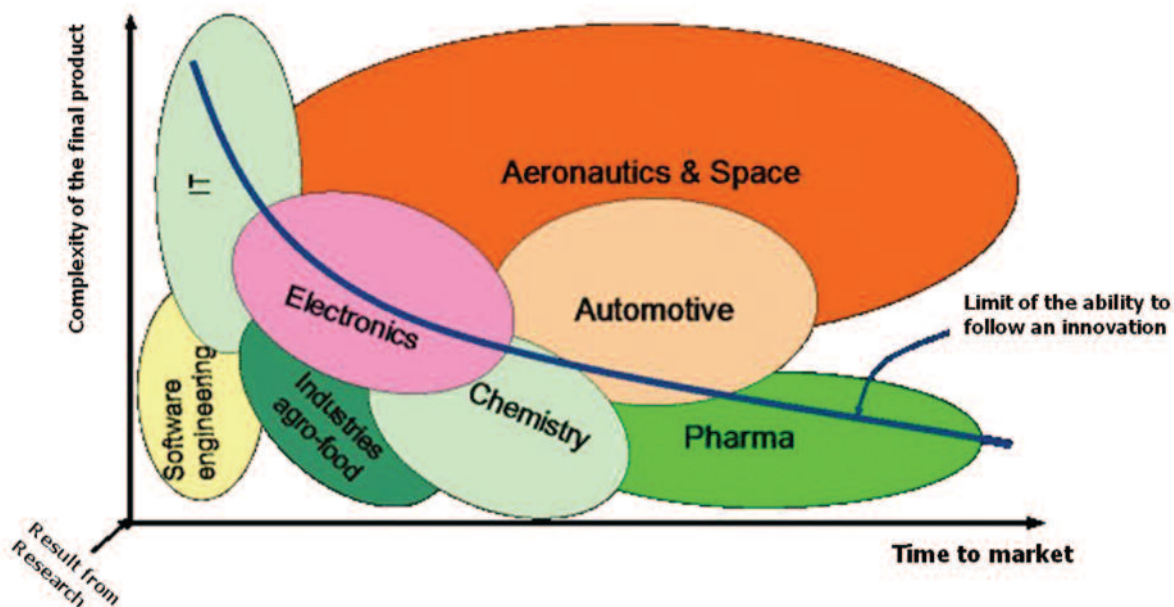 Complexity of the final product
IT
Aeronautics & Space
Electronics
Automotive
Limit of the ability to
follow an innovation
Software
engineering
Industries
agro-food
Chemistry
Pharma
Result from
Research
Time to market